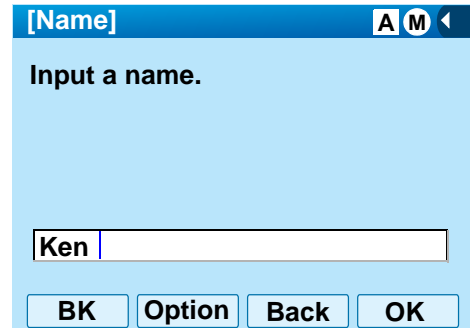 [Name] A M
Input a name.
Ken
BK Option Back OK